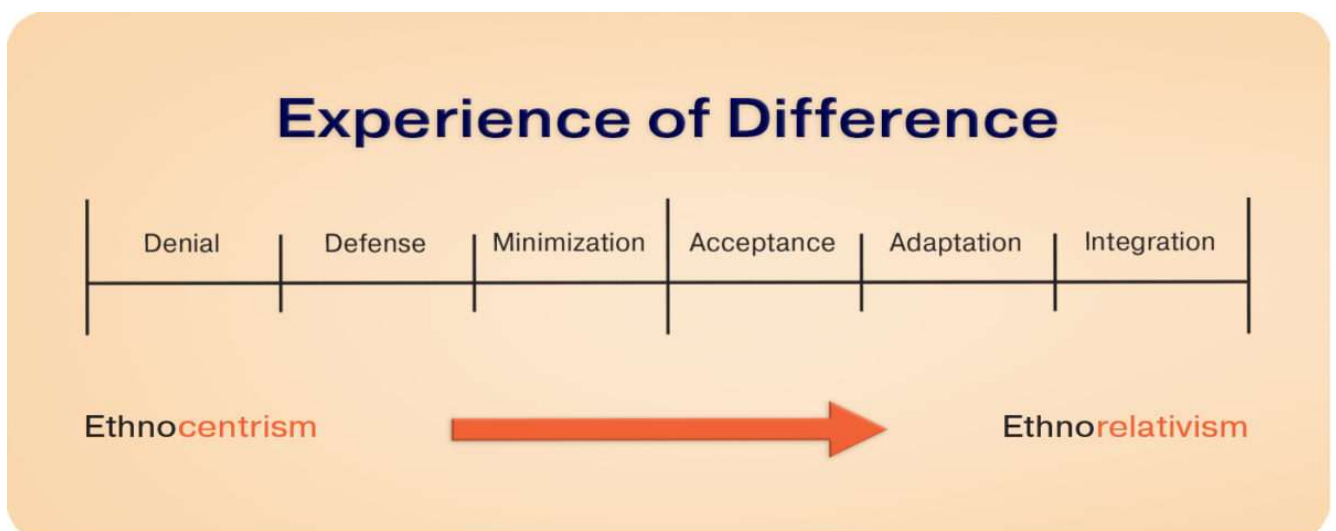 Experience of Difference
Denial Defense Minimization Acceptance Adaptation Integration
Ethnocentrism Ethnorelativism